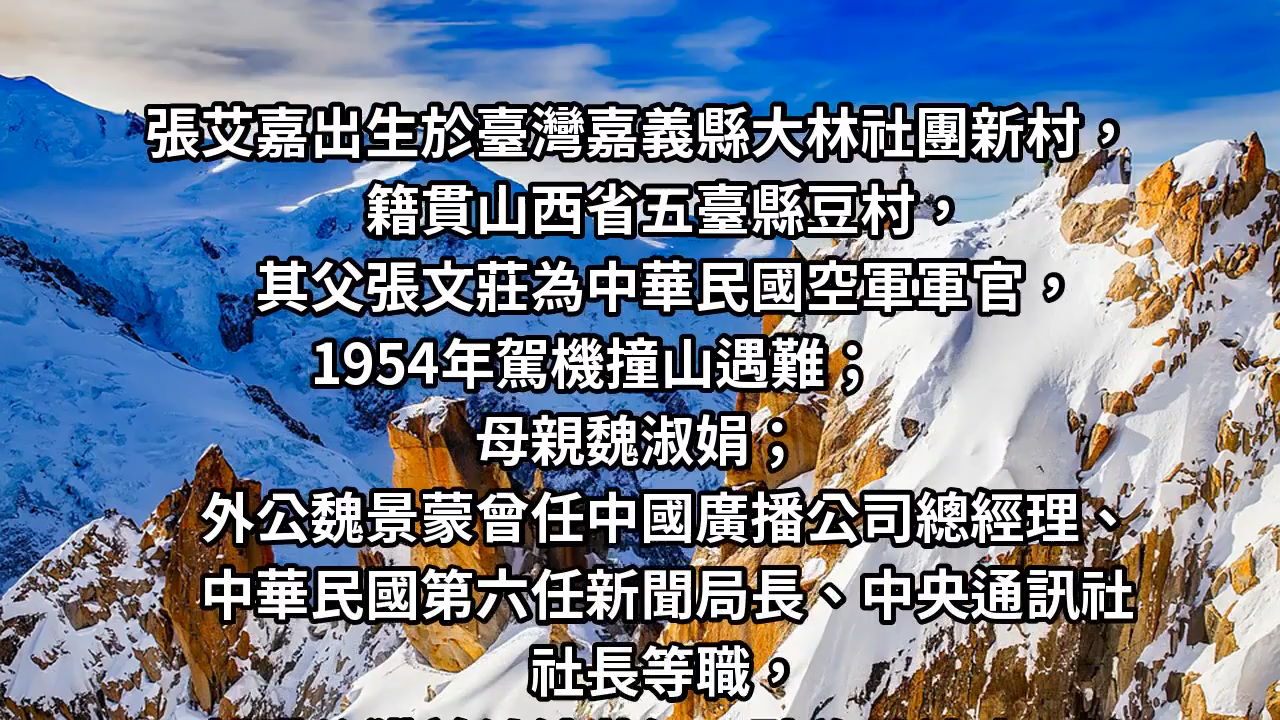 張艾嘉出生於臺灣嘉義縣大林社團新村，
籍貫山西省五臺縣豆村，
其父張文莊為中華民國空軍軍官，
1954年駕機撞山遇難；
母親魏淑娟；
外公魏景蒙曾任中國廣播公司總經理、
中華民國第六任新聞局長、中央通訊社
社長等職，